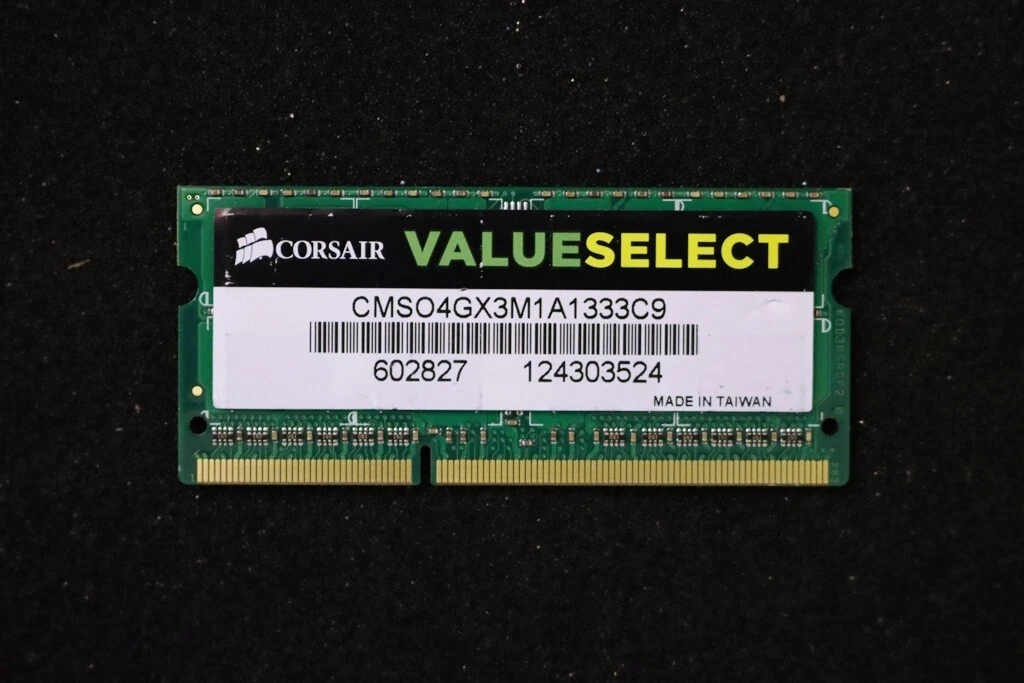 CORSAIR VALUESELECT
CMSO4GX3M1A1333C9
602827 124303524
MADE IN TAIWAN